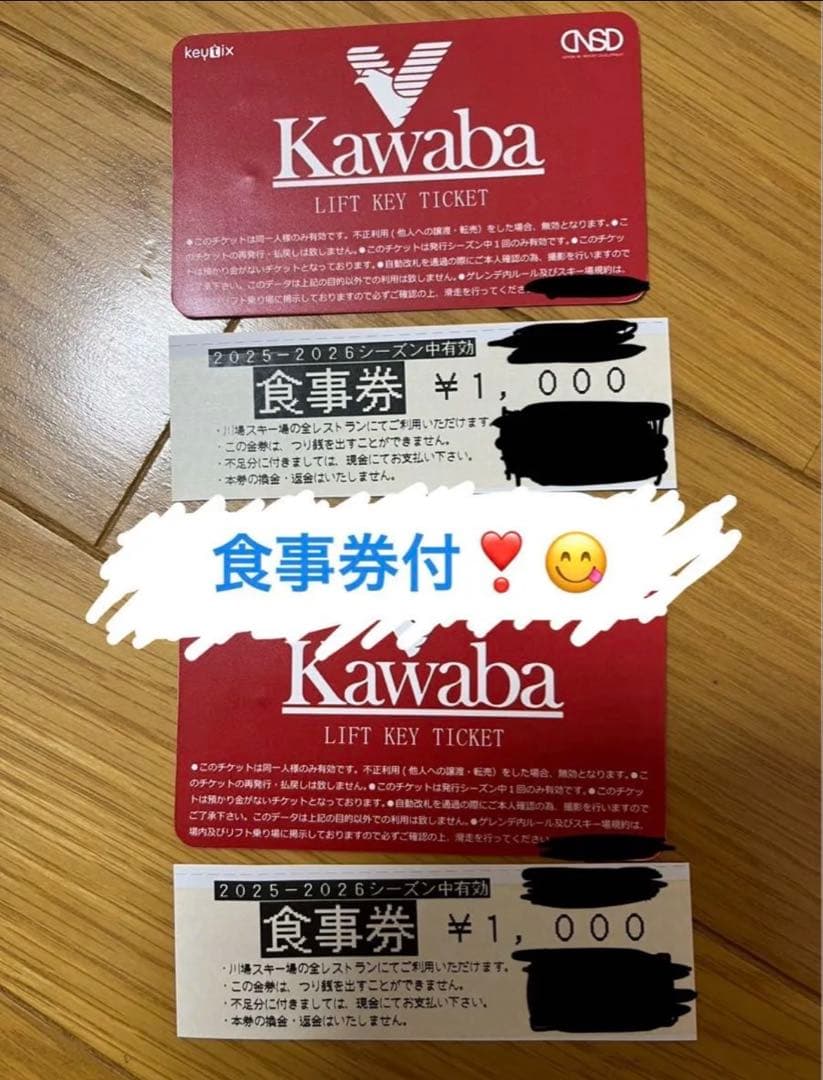 keytix
CNSD
Kawaba
LIFT KEY TICKET
●このチケットは同一人様のみ有効です。不正利用(他人への譲渡・転売)をした場合、無効となります。●こ
のチケットの再発行・払戻しは致しません。●このチケットは発行シーズン中1回のみ有効です。●このチケッ
トは預かり金がないチケットとなっております。●自動改札を通過の際にご本人確認の為、撮影を行いますので
ご了承下さい。このデータは上記の目的以外での利用は致しません。●ゲレンデ内ルール及びスキー場規約は、
リフト乗り場に掲示しておりますので必ずご確認の上、滑走を行ってくださ
2025-2026シーズン中有効
食事券 ¥1,000
・川場スキー場の全レストランにてご利用いただけます
・この金券は、つり銭を出すことができません。
・不足分に付きましては、現金にてお支払い下さい。
・本券の換金・返金はいたしません。
食事券付❣️😋
Kawaba
LIFT KEY TICKET
●このチケットは同一人様のみ有効です。不正利用(他人への譲渡・転売)をした場合、無効となります。●こ
のチケットの再発行・払戻しは致しません。●このチケットは発行シーズン中1回のみ有効です。●このチケッ
トは預かり金がないチケットとなっております。●自動改札を通過の際にご本人確認の為、撮影を行いますので
ご了承下さい。このデータは上記の目的以外での利用は致しません。●ゲレンデ内ルール及びスキー場規約は、
場内及びリフト乗り場に掲示しておりますので必ずご確認の上、滑走を行ってください
2025-2026シーズン中有効
食事券 ¥1,000
・川場スキー場の全レストランにてご利用いただけます。
・この金券は、つり銭を出すことができません。
・不足分に付きましては、現金にてお支払い下さい。
・本券の換金・返金はいたしません。